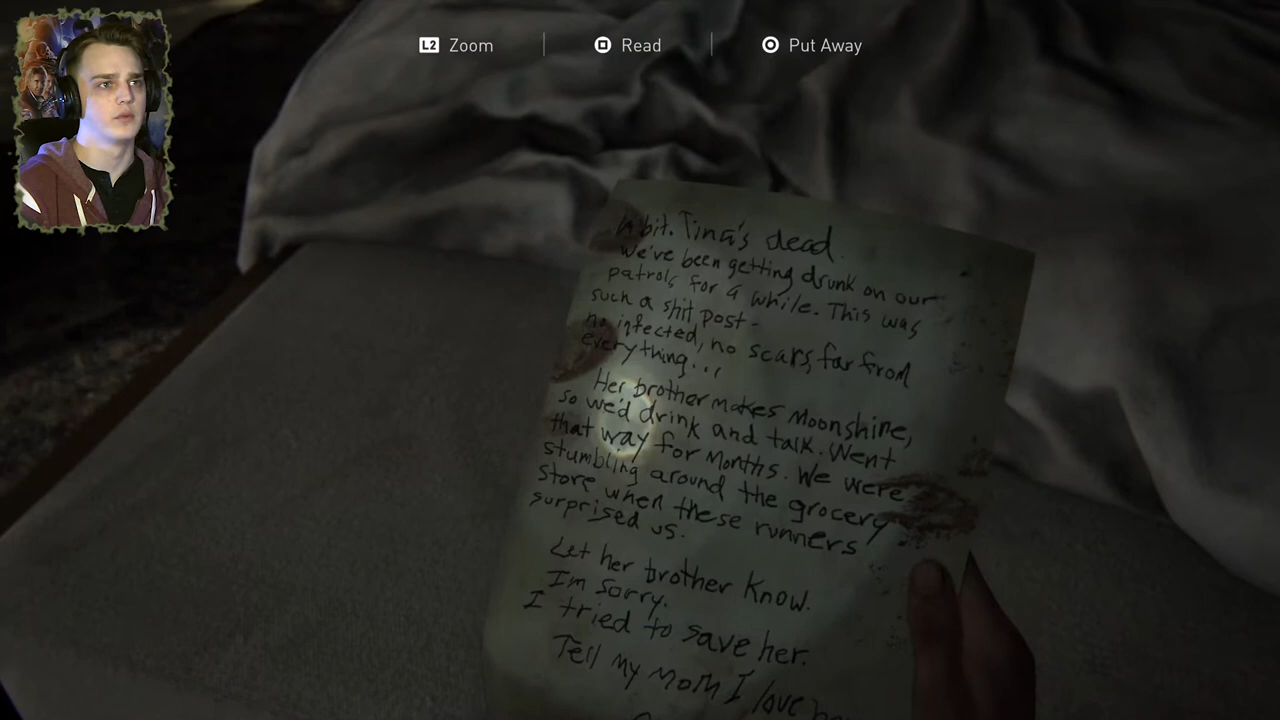 L2 Zoom
Read
Put Away
bit. Tina's dead.
We've been getting drunk on our
patrols for a while. This was
such a shit post-
no infected, no scars, far from
everything...
Her brother makes Moonshine,
so we'd drink and talk. Went
that way for months. We were
stumbling around the grocery
store when these runners
surprised us.
Let her brother know.
I'm sorry.
I tried to save her.
Tell my mom I love